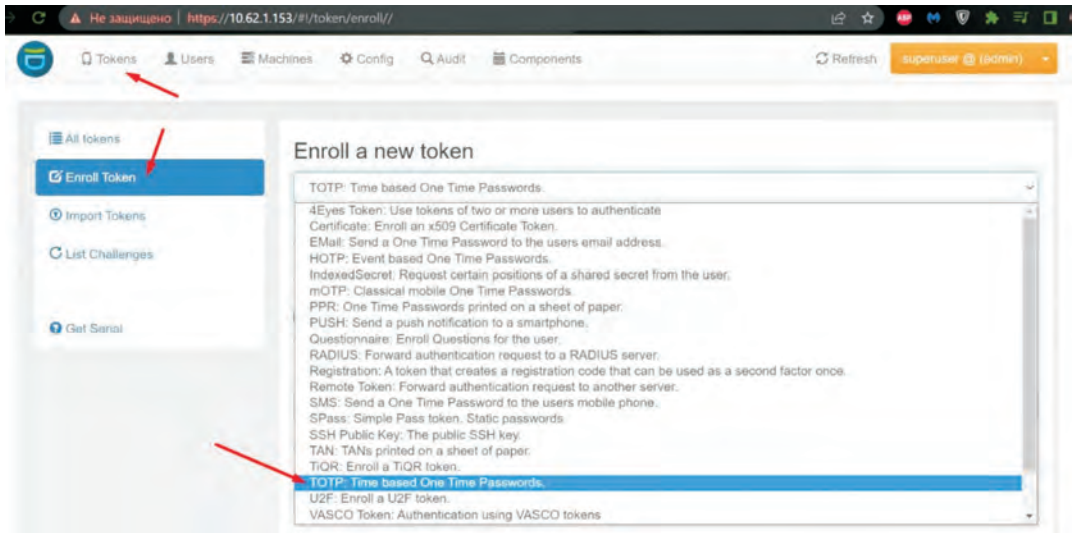 Не защищено | https://10.62.1.153/#!/token/enroll//
ABP
Tokens Users Machines Config Audit Components Refresh superuser @ (admin)
All tokens
Enroll Token
Import Tokens
List Challenges
Get Serial
Enroll a new token
TOTP: Time based One Time Passwords.
4Eyes Token: Use tokens of two or more users to authenticate
Certificate: Enroll an x509 Certificate Token.
EMail: Send a One Time Password to the users email address.
HOTP: Event based One Time Passwords.
IndexedSecret: Request certain positions of a shared secret from the user.
mOTP: Classical mobile One Time Passwords.
PPR: One Time Passwords printed on a sheet of paper.
PUSH: Send a push notification to a smartphone.
Questionnaire: Enroll Questions for the user.
RADIUS: Forward authentication request to a RADIUS server.
Registration: A token that creates a registration code that can be used as a second factor once.
Remote Token: Forward authentication request to another server.
SMS: Send a One Time Password to the users mobile phone.
SPass: Simple Pass token. Static passwords
SSH Public Key: The public SSH key.
TAN: TANs printed on a sheet of paper.
TiQR: Enroll a TiQR token.
TOTP: Time based One Time Passwords.
U2F: Enroll a U2F token.
VASCO Token: Authentication using VASCO tokens